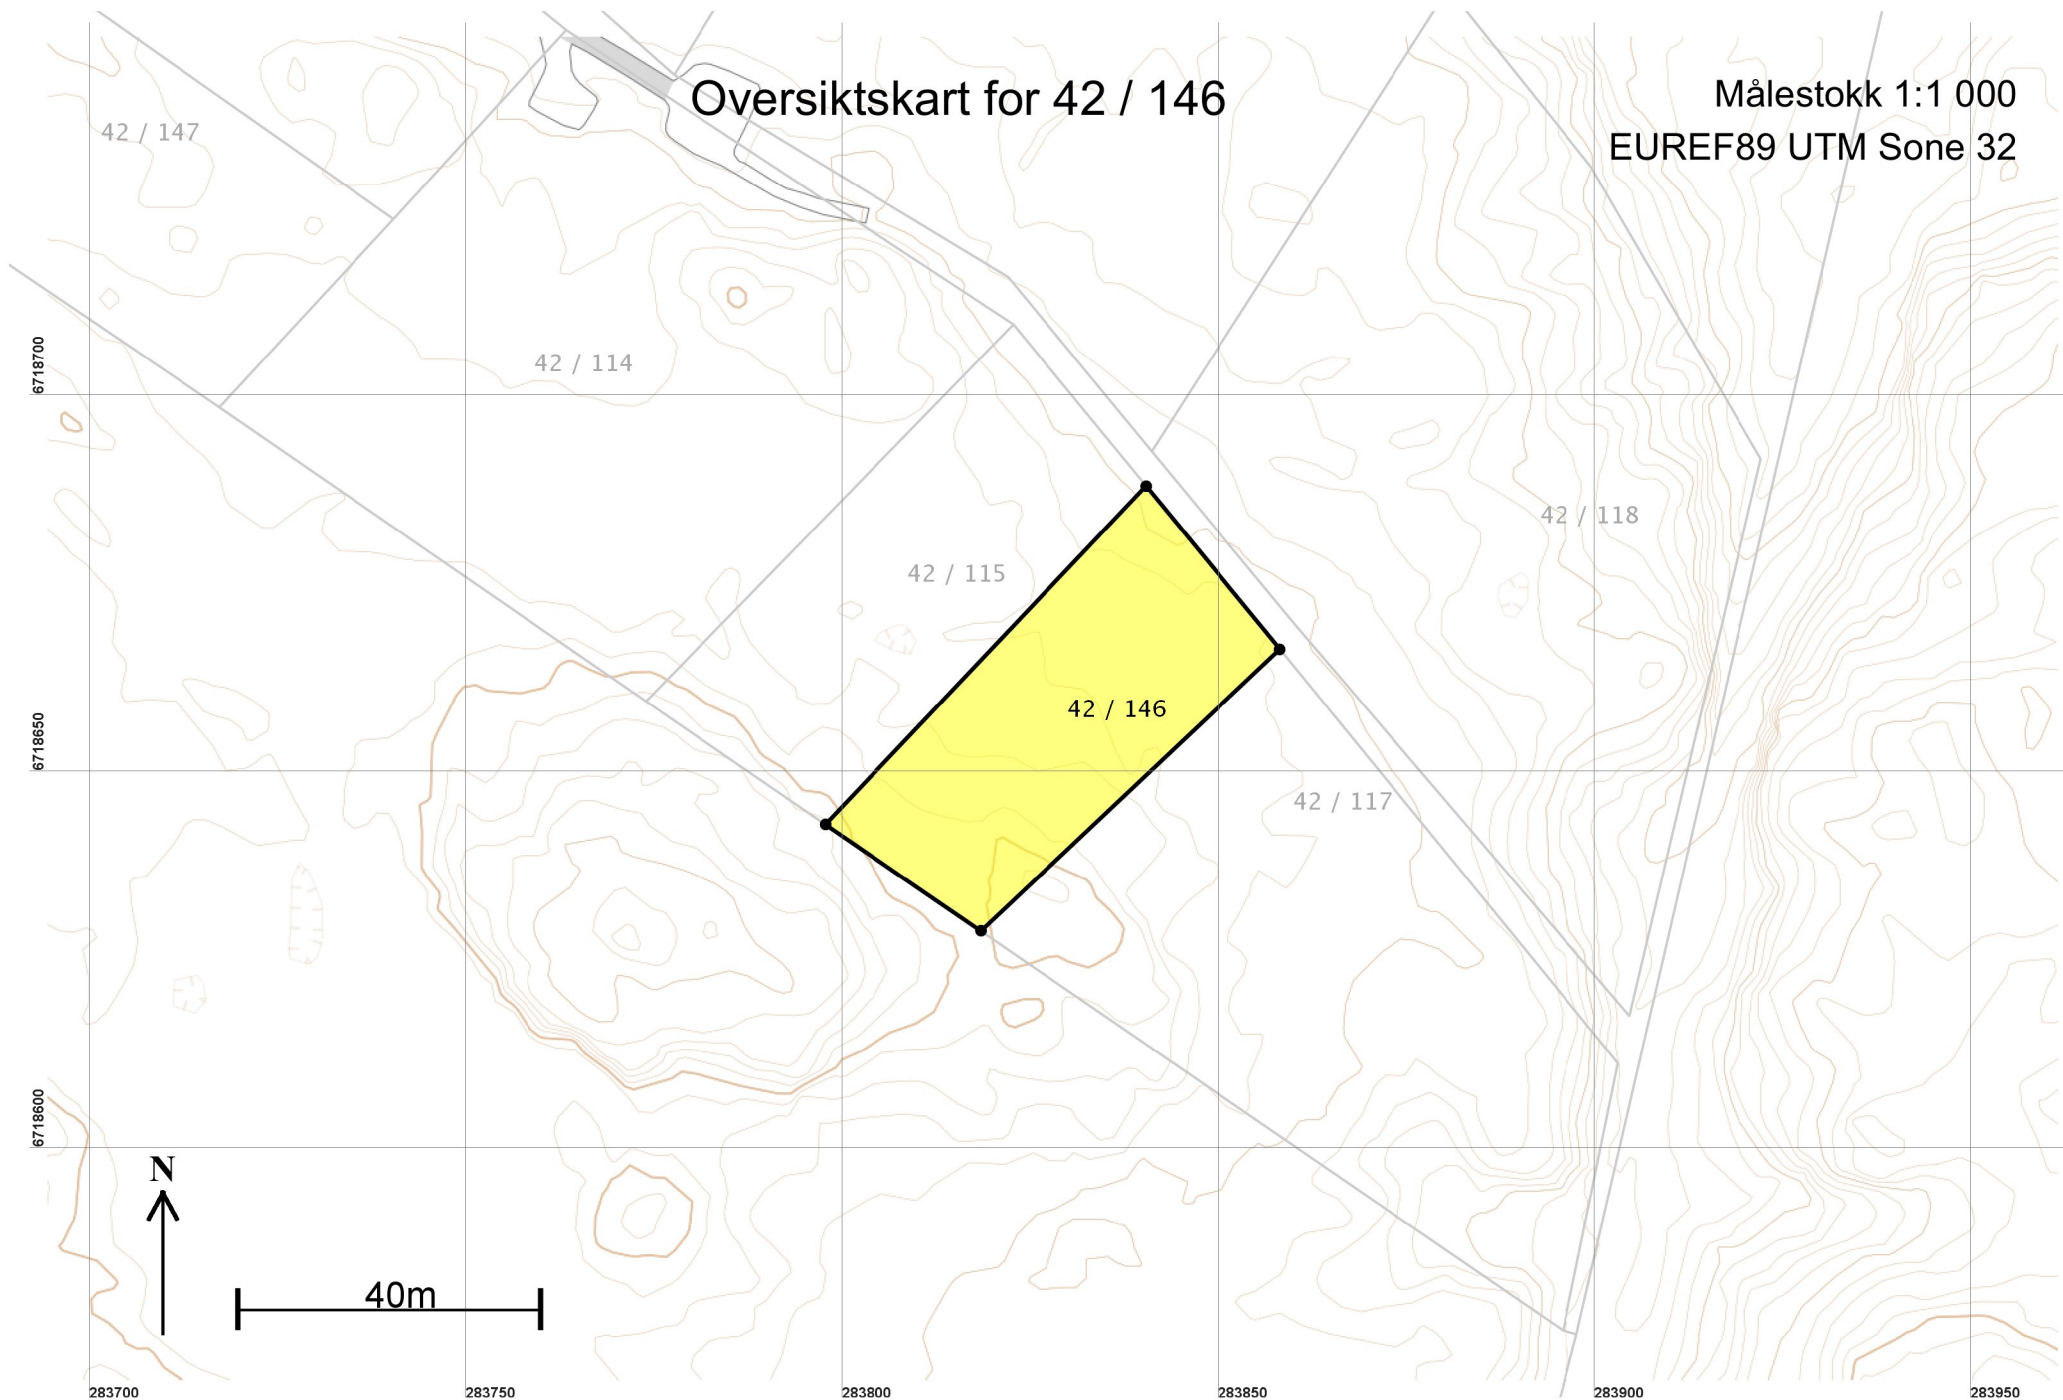 Oversiktskart for 42 / 146
Målestokk 1:1 000
EUREF89 UTM Sone 32
42 / 147
42 / 114
6718700
42 / 118
42 / 115
42 / 146
6718650
42 / 117
6718600
N
40m
283700
283750
283800
283850
283900
283950